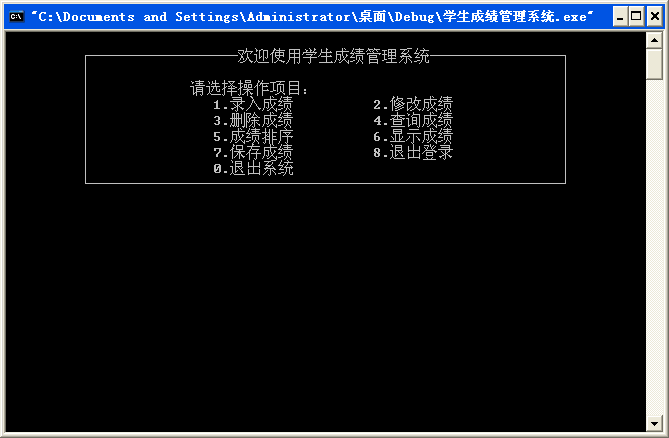 "C:\Documents and Settings\Administrator\桌面\Debug\学生成绩管理系统.exe"
欢迎使用学生成绩管理系统
请选择操作项目:
1.录入成绩 2.修改成绩
3.删除成绩 4.查询成绩
5.成绩排序 6.显示成绩
7.保存成绩 8.退出登录
0.退出系统